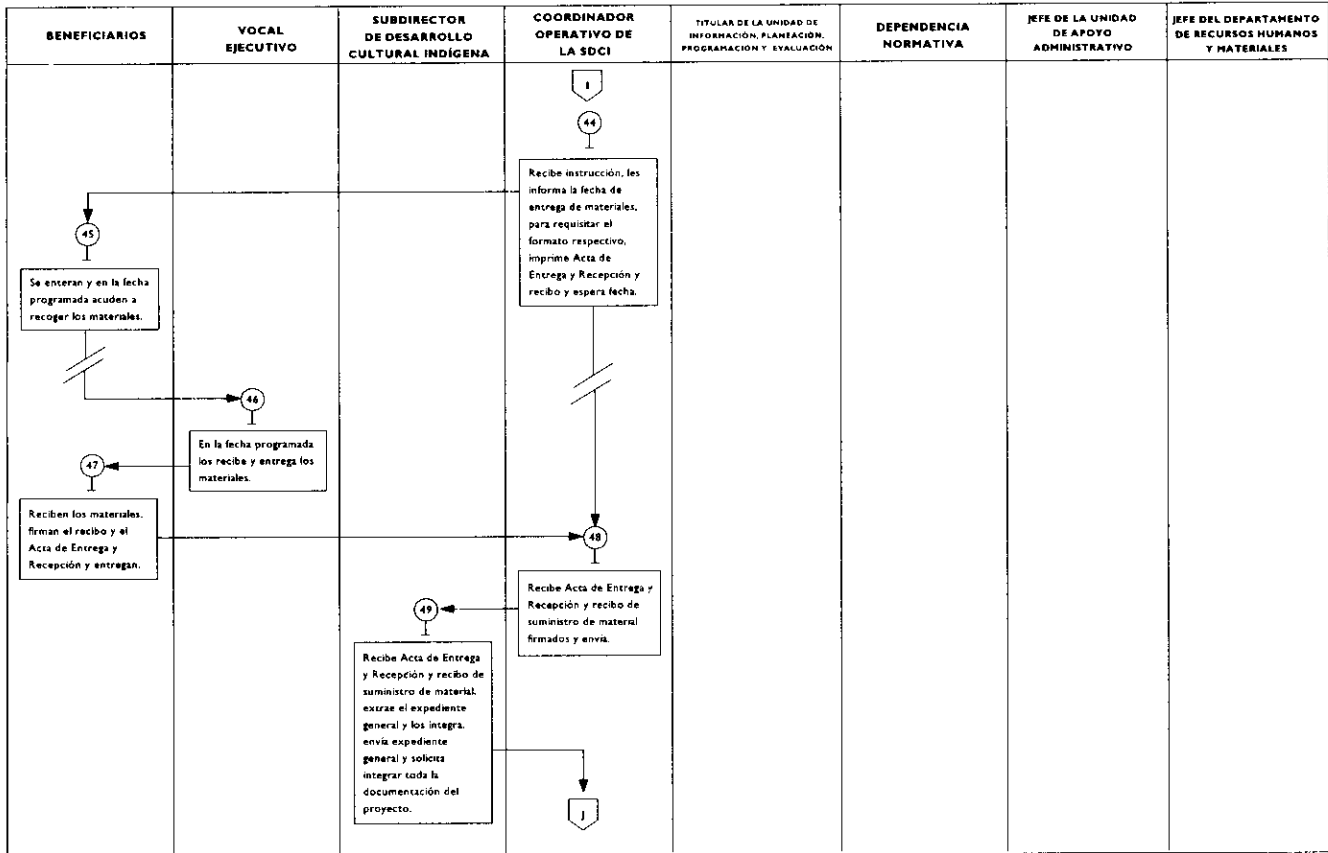 BENEFICIARIOS
VOCAL
EJECUTIVO
SUBDIRECTOR
DE DESARROLLO
CULTURAL INDÍGENA
COORDINADOR
OPERATIVO DE
LA SDCI
TITULAR DE LA UNIDAD DE
INFORMACIÓN, PLANEACIÓN,
PROGRAMACIÓN Y EVALUACIÓN
DEPENDENCIA
NORMATIVA
JEFE DE LA UNIDAD
DE APOYO
ADMINISTRATIVO
JEFE DEL DEPARTAMENTO
DE RECURSOS HUMANOS
Y MATERIALES
I
44
Recibe instrucción, les
informa la fecha de
entrega de materiales,
para requisitar el
formato respectivo,
imprime Acta de
Entrega y Recepción y
recibo y espera fecha.
45
Se enteran y en la fecha
programada acuden a
recoger los materiales.
46
En la fecha programada
los recibe y entrega los
materiales.
47
Reciben los materiales,
firman el recibo y el
Acta de Entrega y
Recepción y entregan.
48
Recibe Acta de Entrega y
Recepción y recibo de
suministro de material
firmados y envía.
49
Recibe Acta de Entrega
y Recepción y recibo de
suministro de material,
extrae el expediente
general y los integra,
envía expediente
general y solicita
integrar toda la
documentación del
proyecto.
J